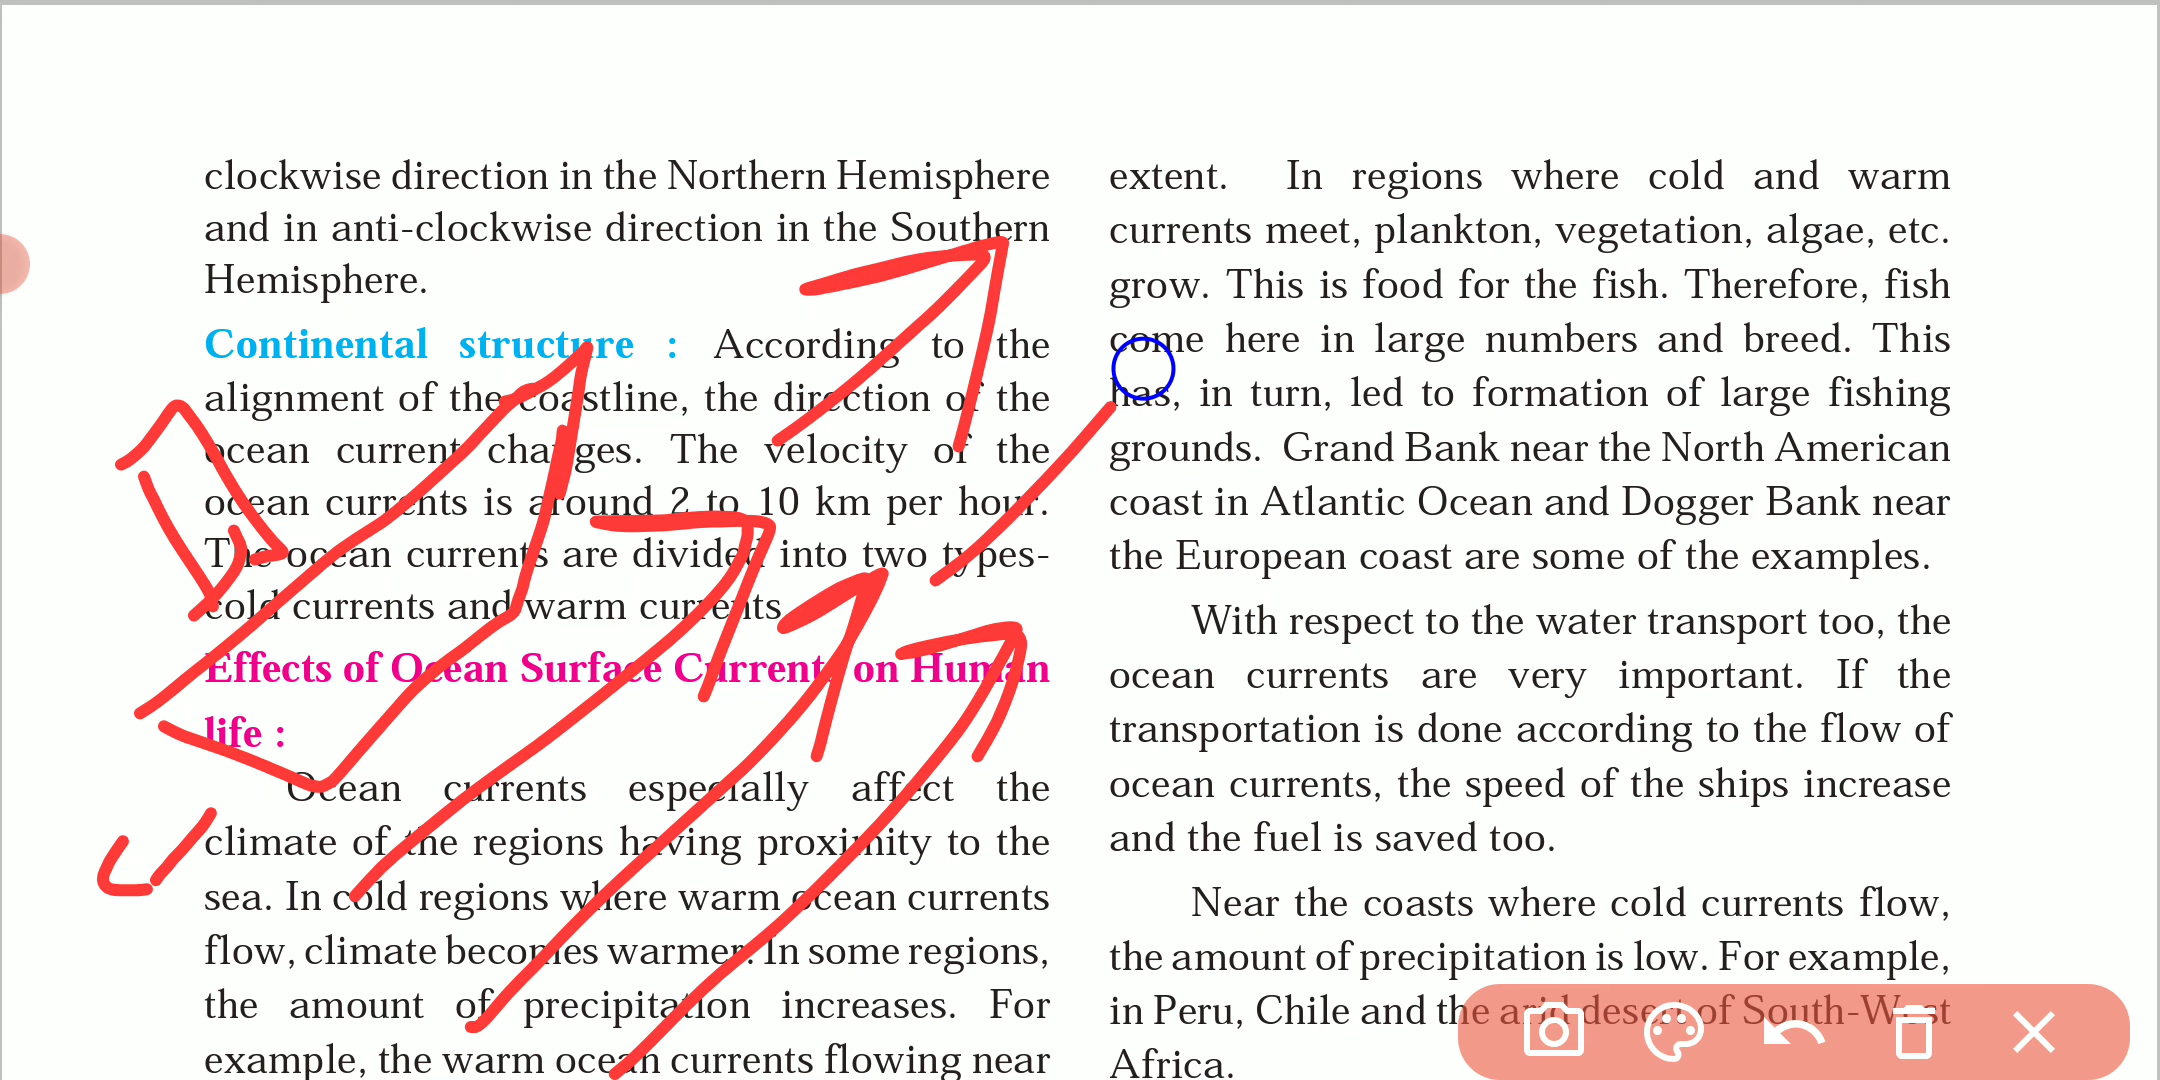 clockwise direction in the Northern Hemisphere
and in anti-clockwise direction in the Southern
Hemisphere.
Continental structure : According to the
alignment of the coastline, the direction of the
ocean current changes. The velocity of the
ocean currents is around 2 to 10 km per hour.
The ocean currents are divided into two types-
cold currents and warm currents
Effects of Ocean Surface Currents on Human
life :
Ocean currents especially affect the
climate of the regions having proximity to the
sea. In cold regions where warm ocean currents
flow, climate becomes warmer. In some regions,
the amount of precipitation increases. For
example, the warm ocean currents flowing near
extent. In regions where cold and warm
currents meet, plankton, vegetation, algae, etc.
grow. This is food for the fish. Therefore, fish
come here in large numbers and breed. This
has, in turn, led to formation of large fishing
grounds. Grand Bank near the North American
coast in Atlantic Ocean and Dogger Bank near
the European coast are some of the examples.
With respect to the water transport too, the
ocean currents are very important. If the
transportation is done according to the flow of
ocean currents, the speed of the ships increase
and the fuel is saved too.
Near the coasts where cold currents flow,
the amount of precipitation is low. For example,
in Peru, Chile and the arid desert of South-West
Africa.